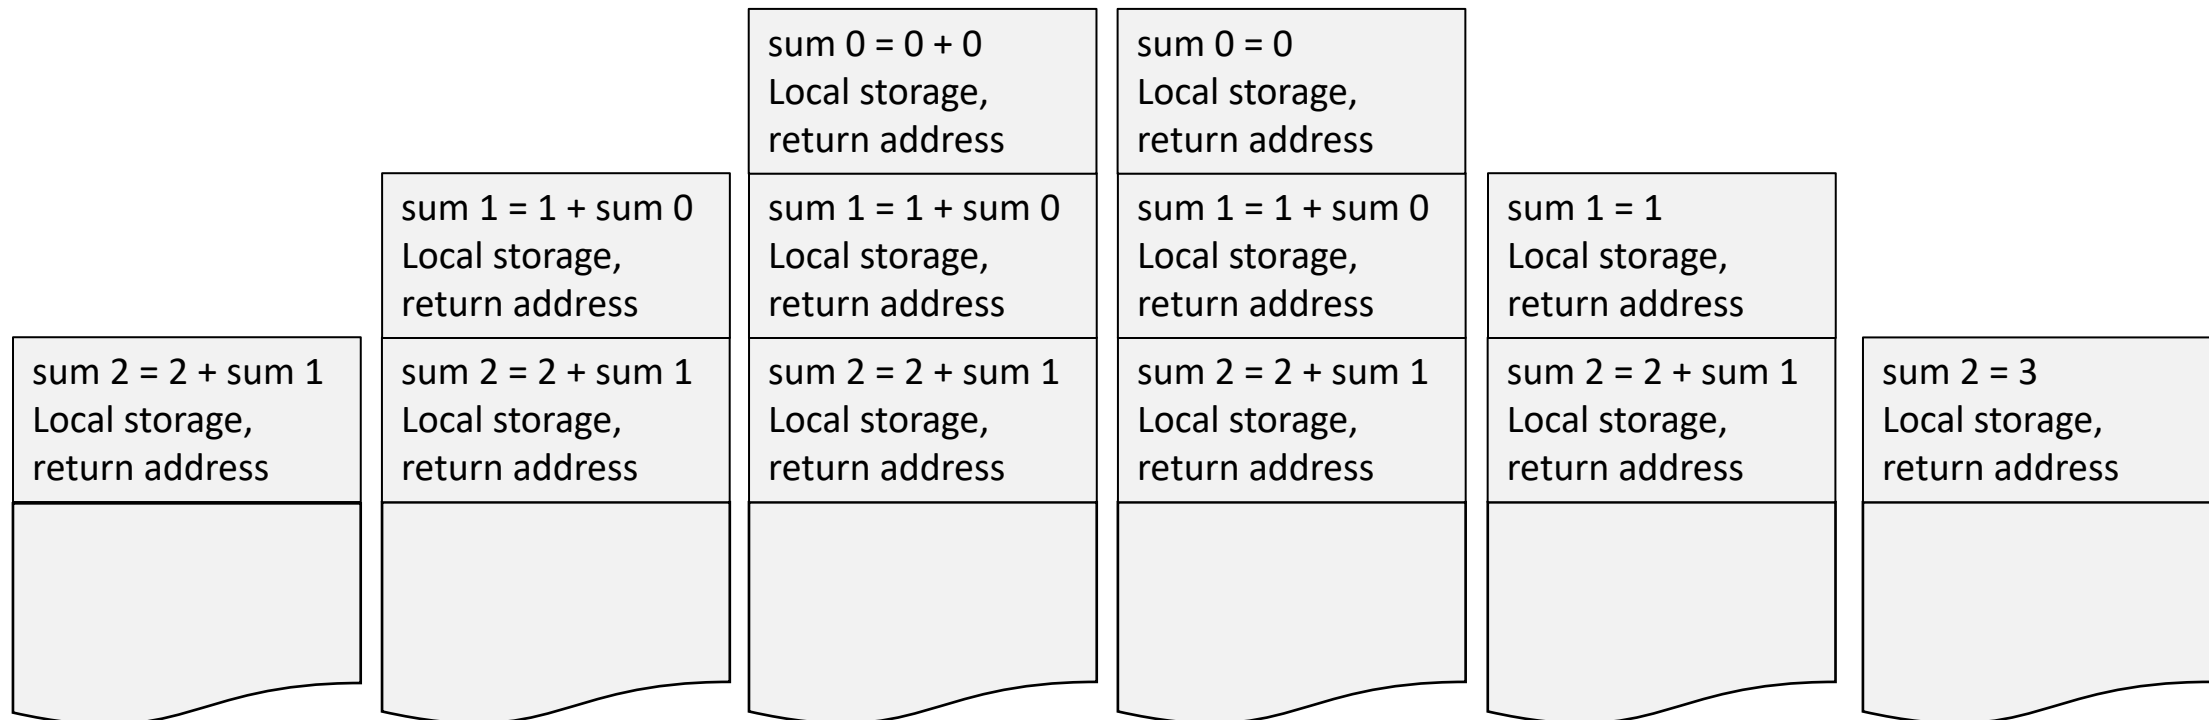 sum 2 = 2 + sum 1
Local storage,
return address
sum 1 = 1 + sum 0
Local storage,
return address
sum 2 = 2 + sum 1
Local storage,
return address
sum 0 = 0 + 0
Local storage,
return address
sum 1 = 1 + sum 0
Local storage,
return address
sum 2 = 2 + sum 1
Local storage,
return address
sum 0 = 0
Local storage,
return address
sum 1 = 1 + sum 0
Local storage,
return address
sum 2 = 2 + sum 1
Local storage,
return address
sum 1 = 1
Local storage,
return address
sum 2 = 2 + sum 1
Local storage,
return address
sum 2 = 3
Local storage,
return address